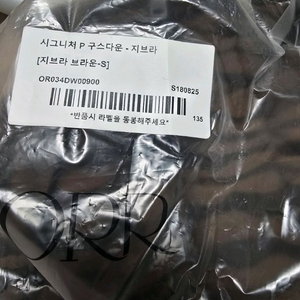 시그니처 P 구스다운 - 지브라
[지브라 브라운-S]
OR034DW00900
S180825
*반품시 라벨을 동봉해주세요*
135
ORR